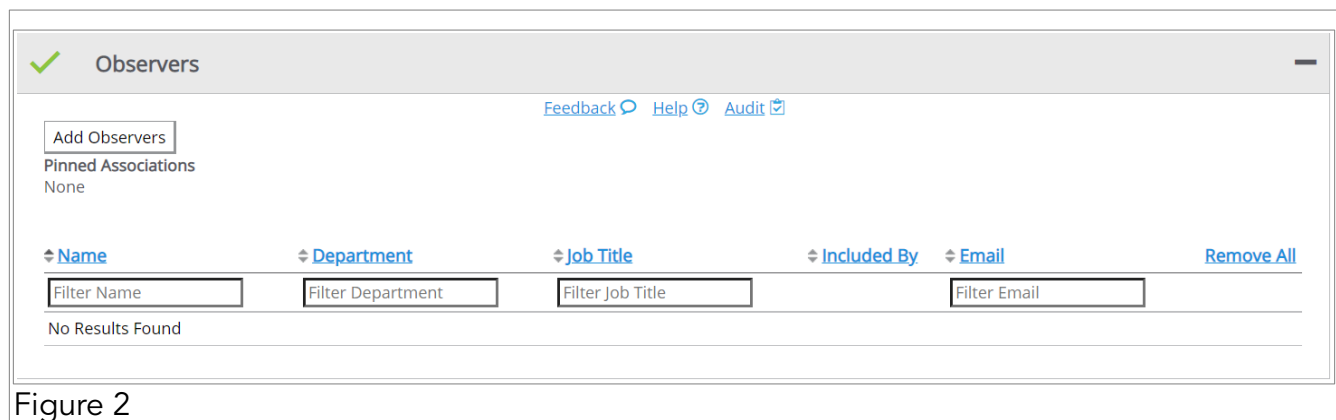 Observers
Feedback Help Audit
Add Observers
Pinned Associations
None
Name Department Job Title Included By Email Remove All
Filter Name Filter Department Filter Job Title Filter Email
No Results Found
Figure 2